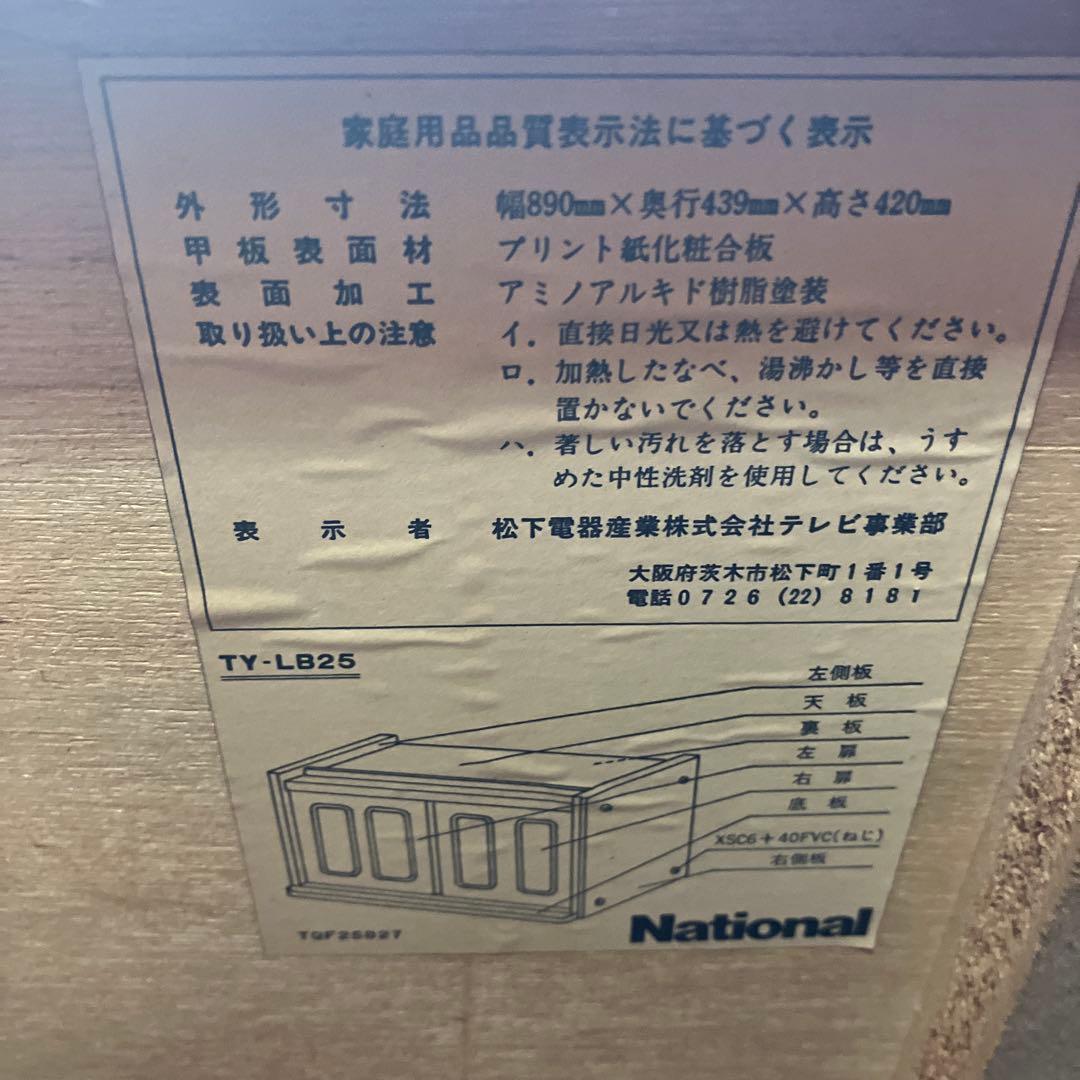 家庭用品品質表示法に基づく表示
外形寸法 幅890㎜×奥行439㎜×高さ420㎜
甲板表面材 プリント紙化粧合板
表面加工 アミノアルキド樹脂塗装
取り扱い上の注意 イ．直接日光又は熱を避けてください。
ロ．加熱したなべ、湯沸かし等を直接
置かないでください。
ハ．著しい汚れを落とす場合は、うす
めた中性洗剤を使用してください。
表示者 松下電器産業株式会社テレビ事業部
大阪府茨木市松下町1番1号
電話0726(22)8181
TY-LB25
左側板
天板
裏板
左扉
右扉
底板
XSC6+40FVC(ねじ)
右側板
TQF25927
National